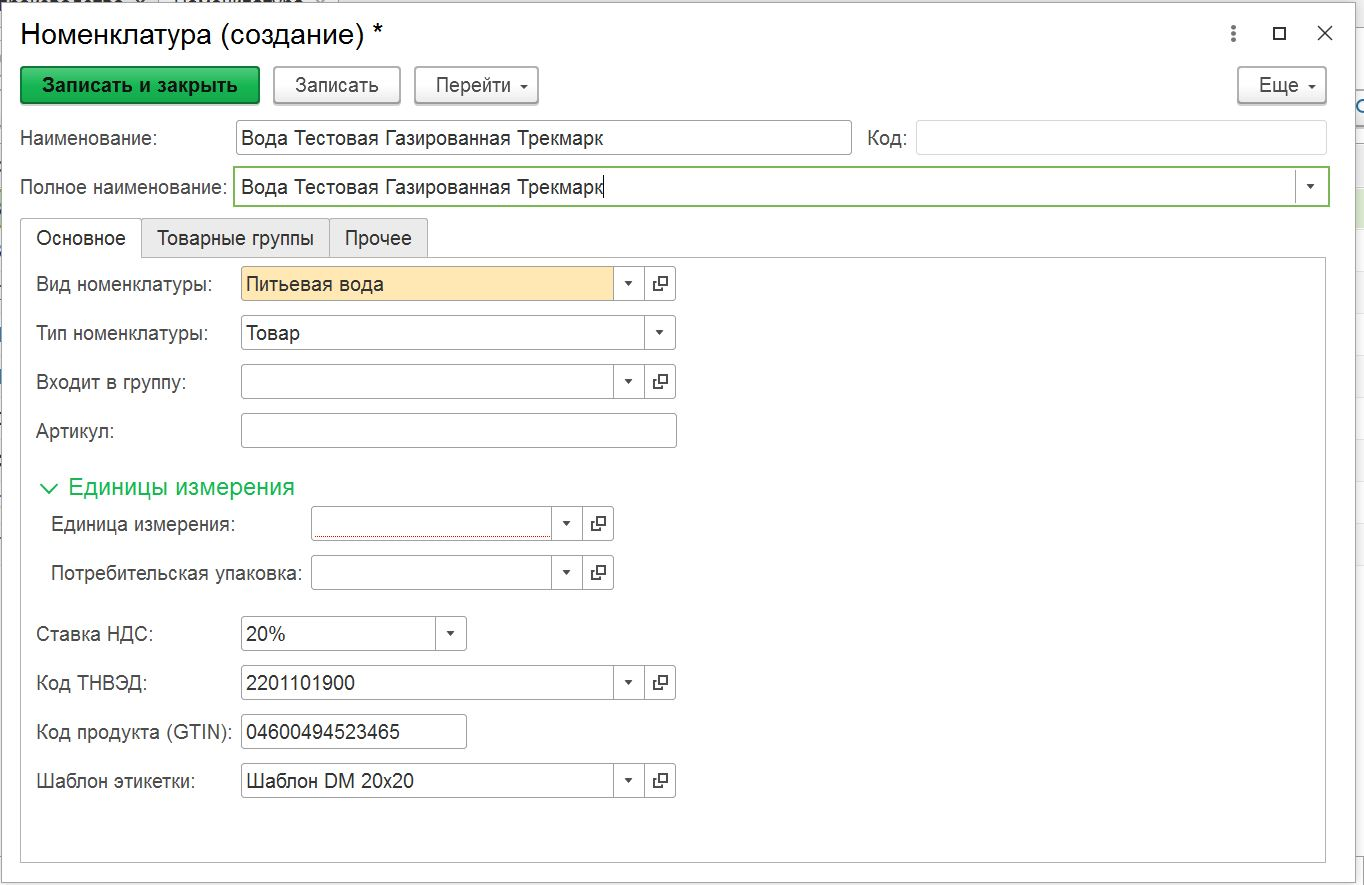 Номенклатура (создание) *
Записать и закрыть Записать Перейти Еще
Наименование: Вода Тестовая Газированная Трекмарк Код:
Полное наименование: Вода Тестовая Газированная Трекмарк
Основное Товарные группы Прочее
Вид номенклатуры: Питьевая вода
Тип номенклатуры: Товар
Входит в группу:
Артикул:
Единицы измерения
Единица измерения:
Потребительская упаковка:
Ставка НДС: 20%
Код ТНВЭД: 2201101900
Код продукта (GTIN): 04600494523465
Шаблон этикетки: Шаблон DM 20x20